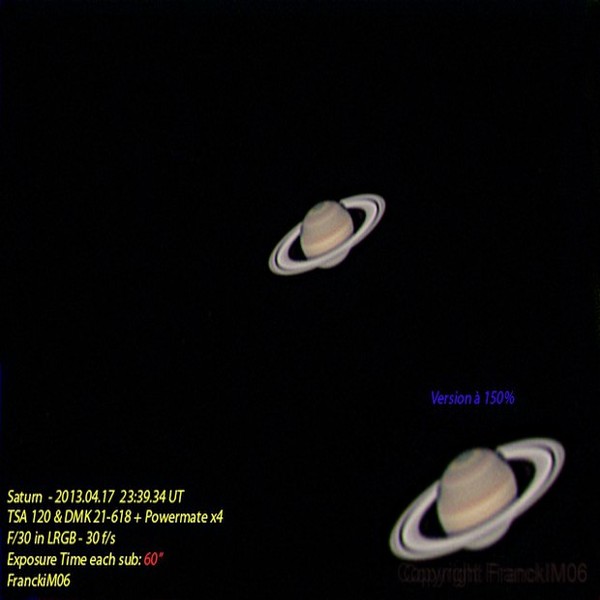 Version à 150%
Saturn - 2013.04.17 23:39.34 UT
TSA 120 & DMK 21-618 + Powermate x4
F/30 in LRGB - 30 f/s
Exposure Time each sub: 60"
FranckiM06
Copyright FranckIM06